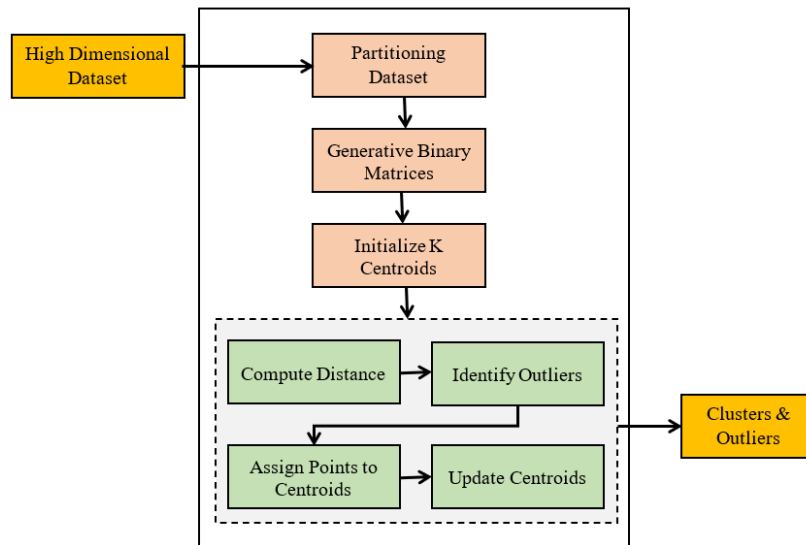 High Dimensional
Dataset
Partitioning
Dataset
Generative Binary
Matrices
Initialize K
Centroids
Compute Distance
Identify Outliers
Assign Points to
Centroids
Update Centroids
Clusters &
Outliers